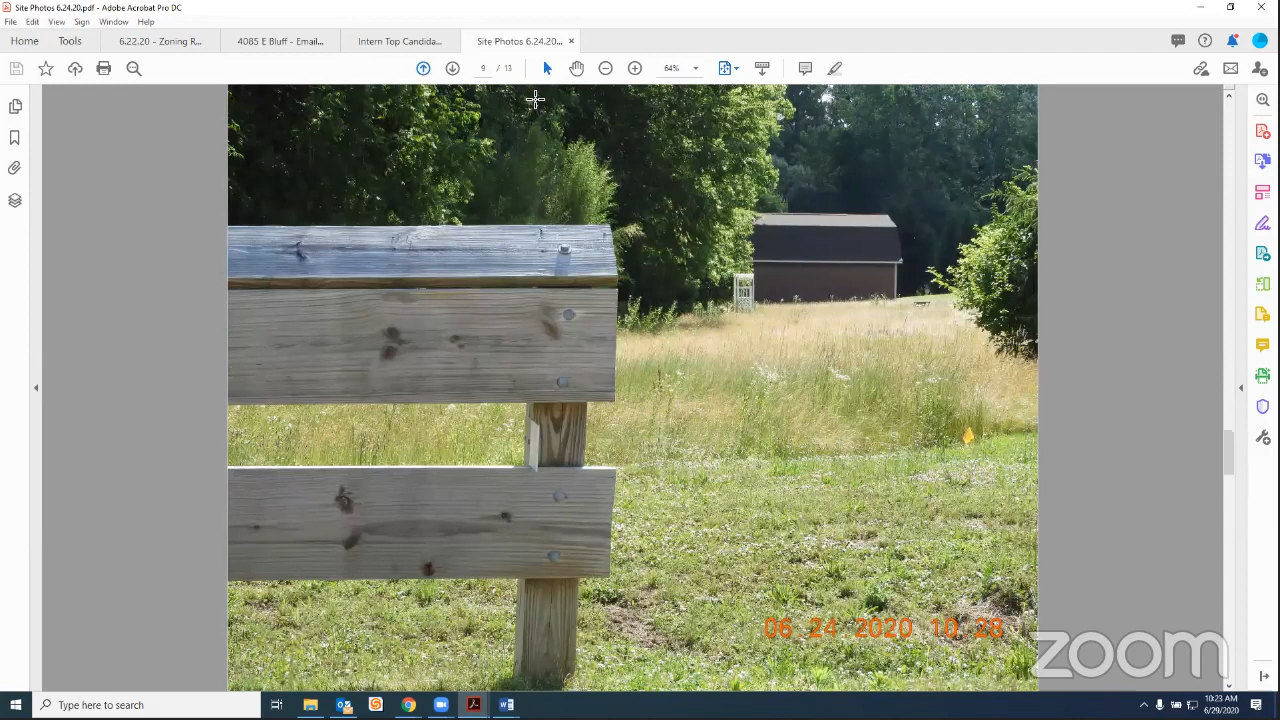 Site Photos 6.24.20.pdf - Adobe Acrobat Pro DC
File Edit View Sign Window Help
Home Tools 6.22.20 - Zoning R... 4085 E Bluff - Email... Intern Top Candida... Site Photos 6.24.20... ×
9 / 13 64%
06 24 2020 10 28
zoom
Type here to search
10:23 AM
6/29/2020